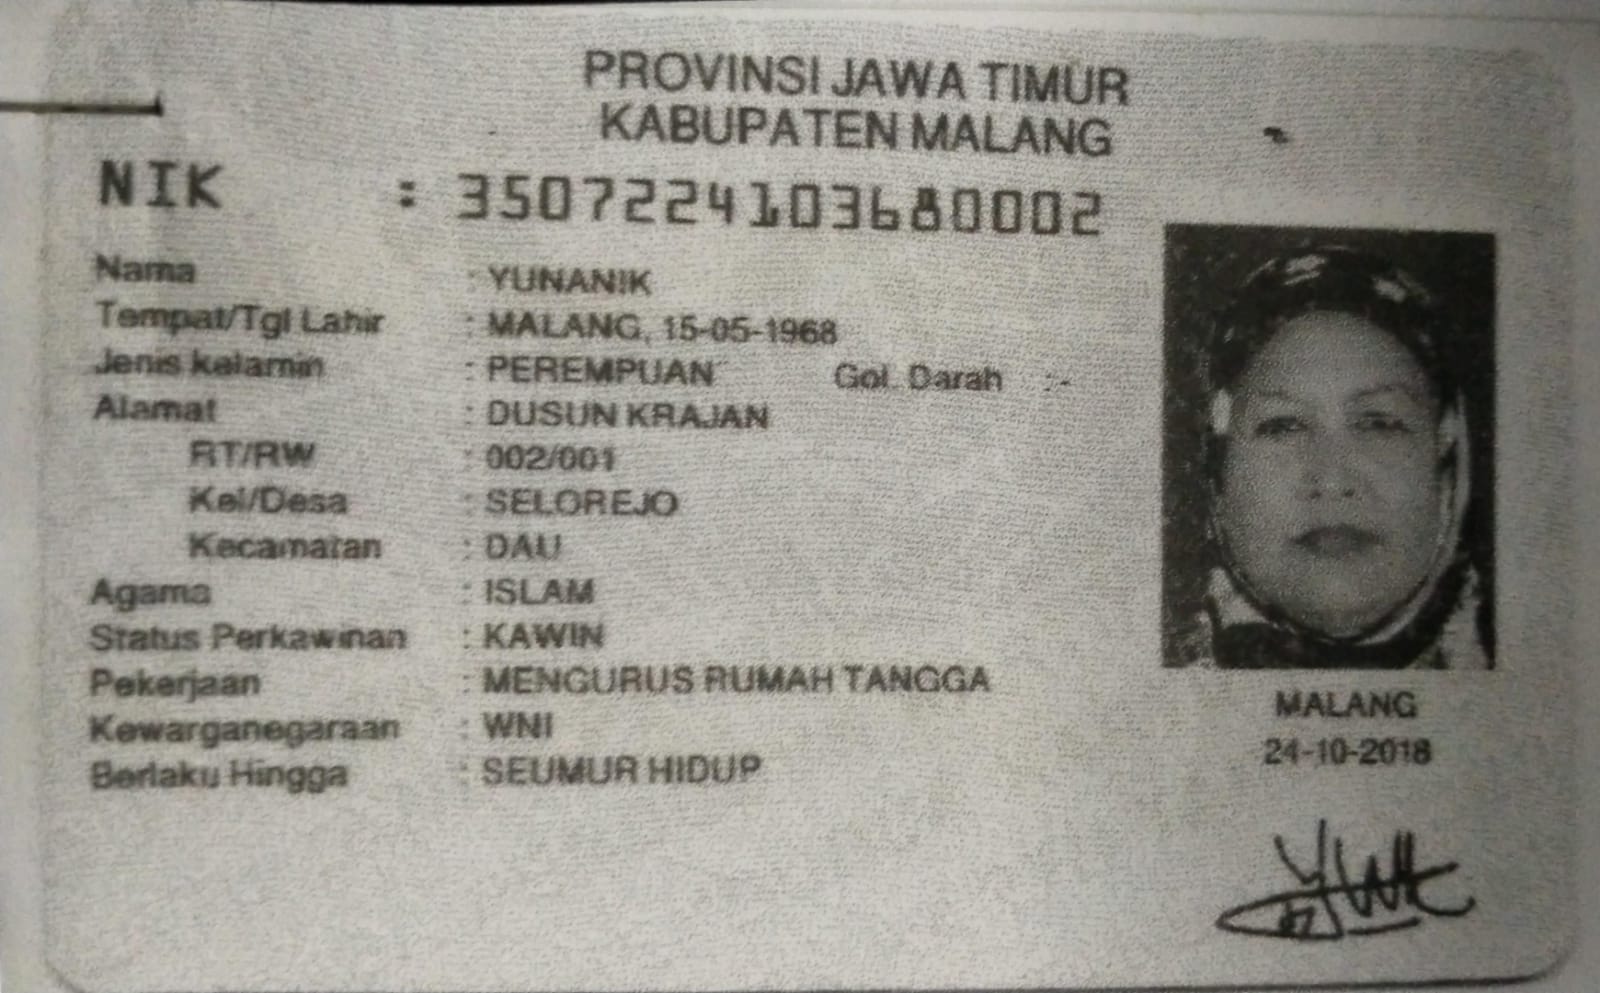 PROVINSI JAWA TIMUR
KABUPATEN MALANG
NIK : 3507224103680002
Nama : YUNANIK
Tempat/Tgl Lahir : MALANG, 15-05-1968
Jenis kelamin : PEREMPUAN Gol. Darah : -
Alamat : DUSUN KRAJAN
RT/RW : 002/001
Kel/Desa : SELOREJO
Kecamatan : DAU
Agama : ISLAM
Status Perkawinan : KAWIN
Pekerjaan : MENGURUS RUMAH TANGGA
Kewarganegaraan : WNI
Berlaku Hingga : SEUMUR HIDUP
MALANG
24-10-2018